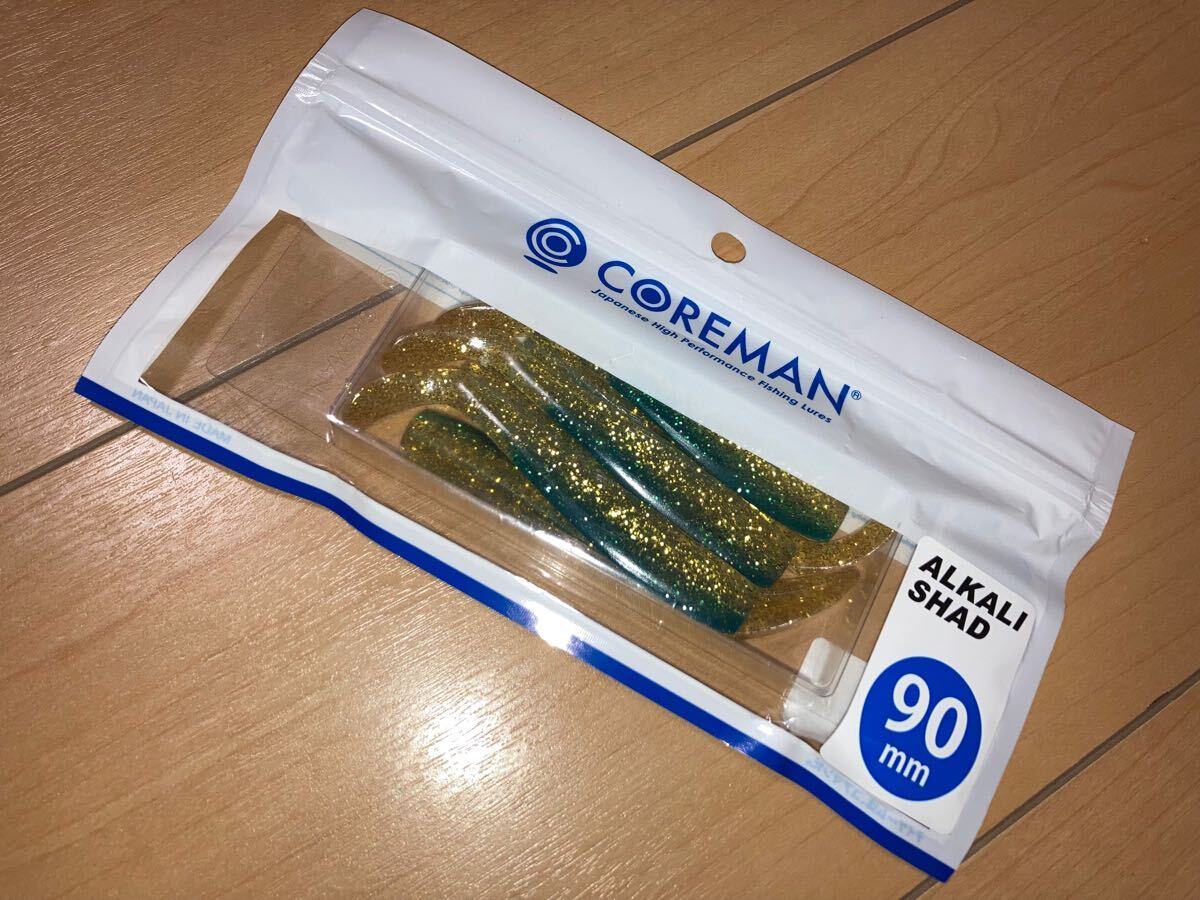 COREMAN®
Japanese High Performance Fishing Lures
ALKALI
SHAD
90
mm
MADE IN JAPAN